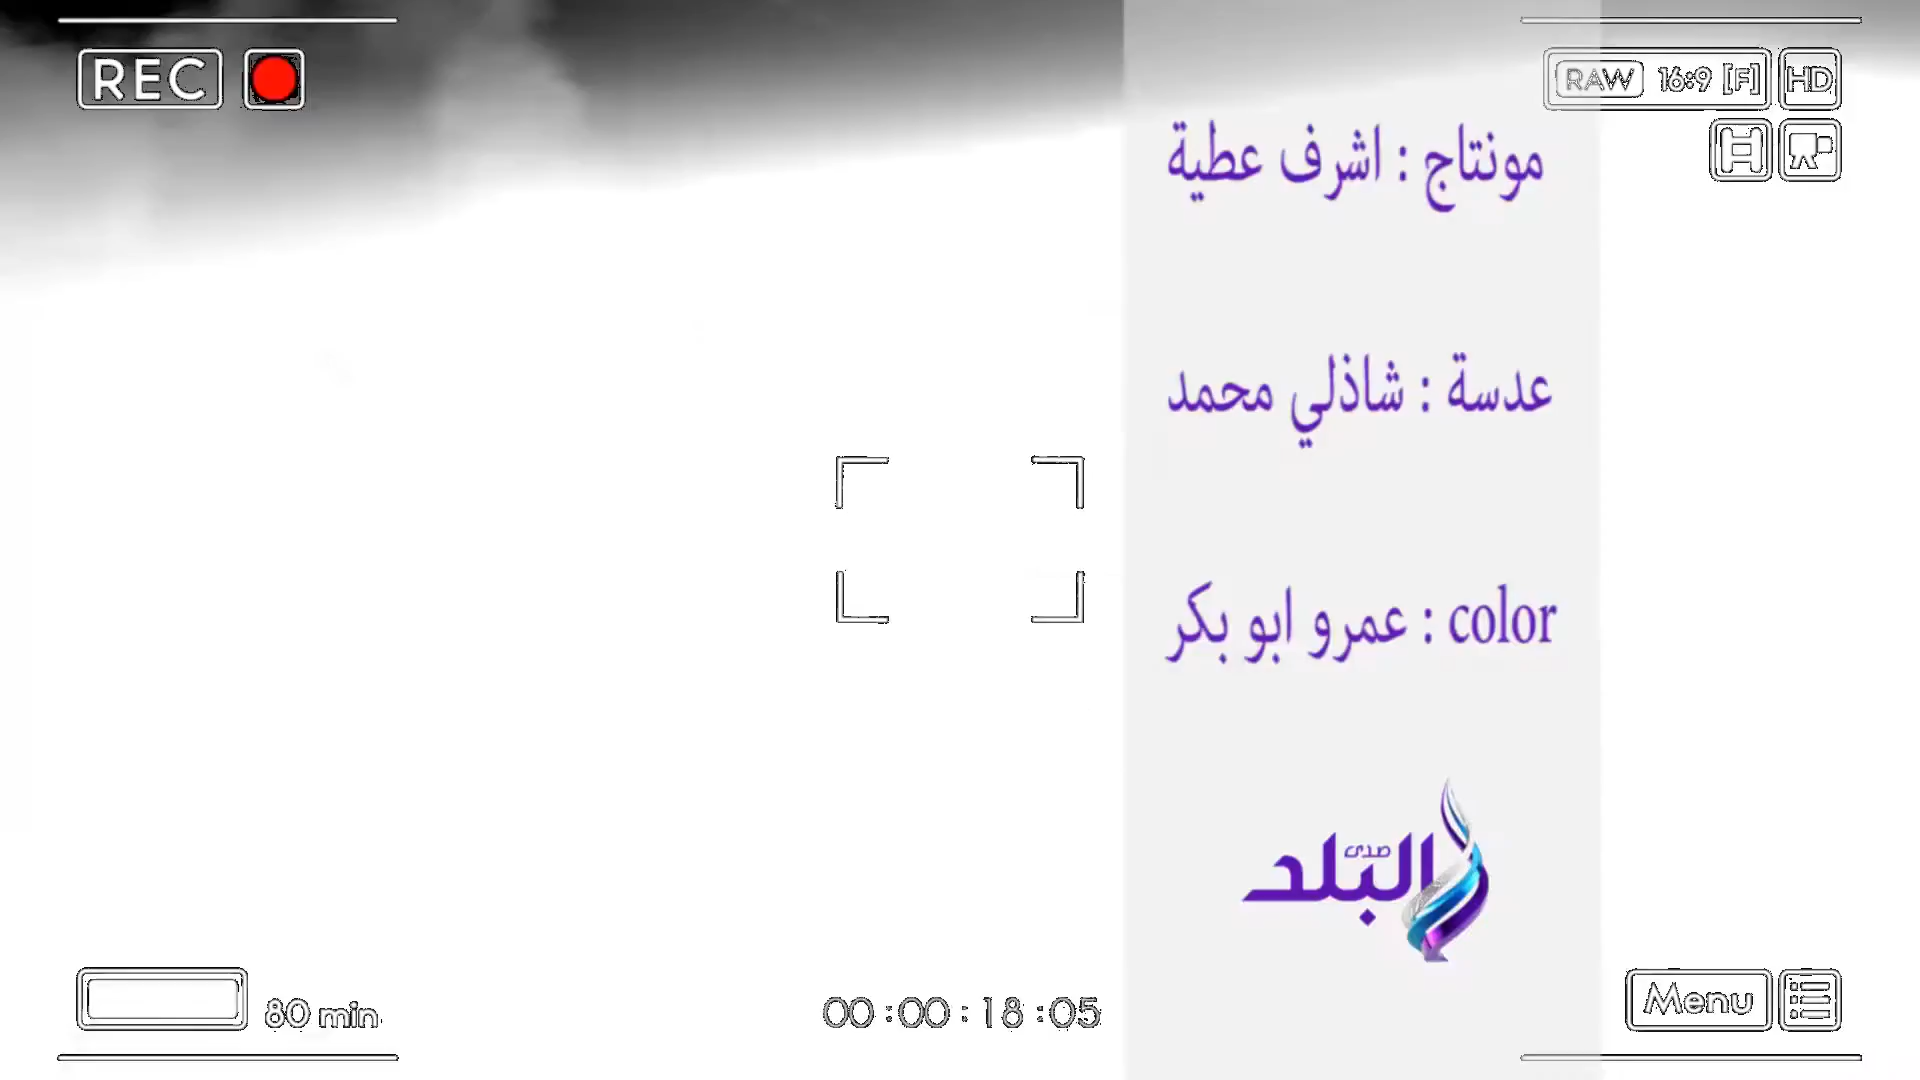 REC
RAW 16:9 [F] HD
مونتاج : اشرف عطية
عدسة : شاذلي محمد
color : عمرو ابو بكر
صدى البلد
80 min
00:00:18:05
Menu